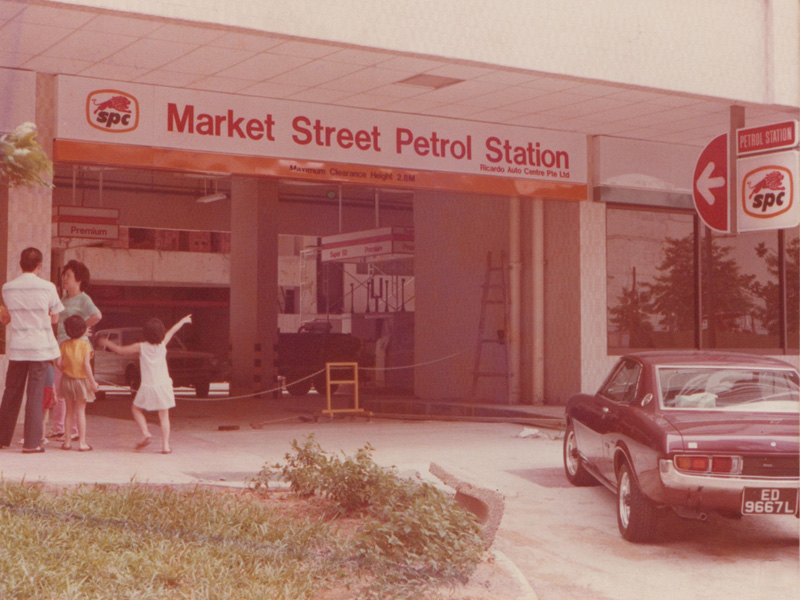 spc
Market Street Petrol Station
Ricardo Auto Centre Pte Ltd
Maximum Clearance Height 2.5M
PETROL STATION
spc
Premium
Premium
ED
9667L